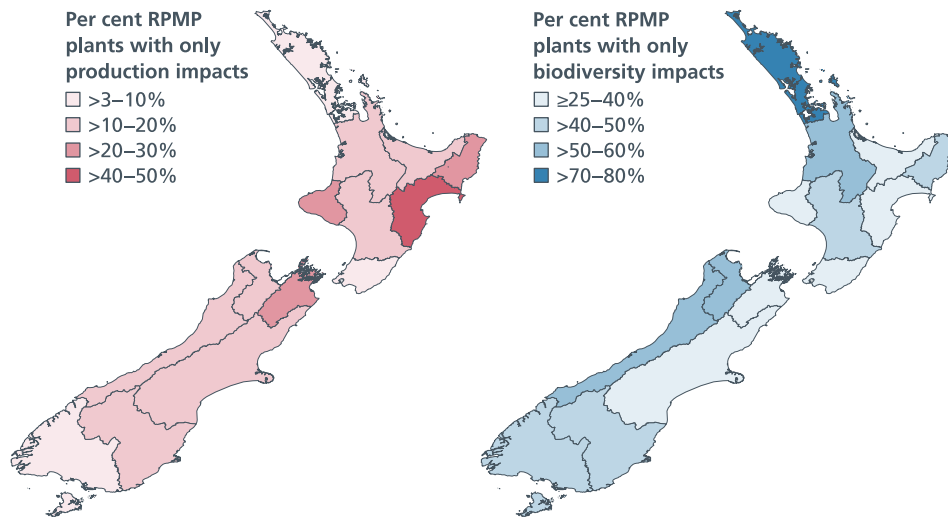 Per cent RPMP
plants with only
production impacts
>3–10%
>10–20%
>20–30%
>40–50%
Per cent RPMP
plants with only
biodiversity impacts
≥25–40%
>40–50%
>50–60%
>70–80%